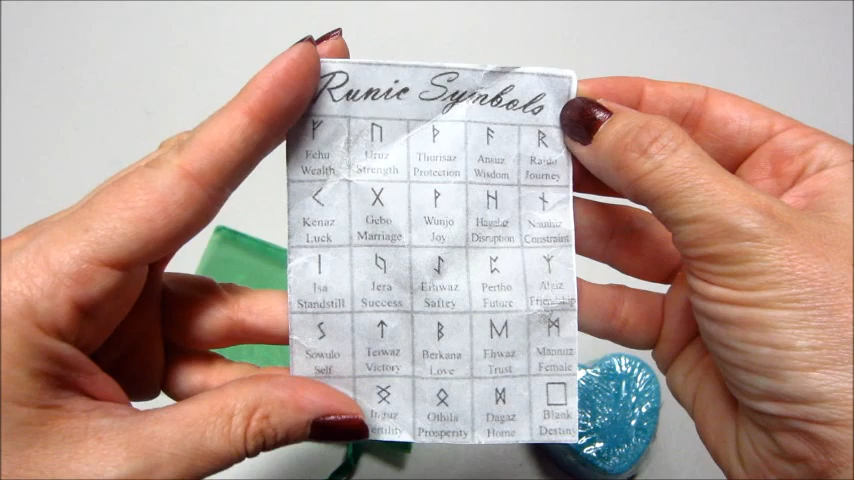 Runic Symbols
ᚠ ᚢ ᚦ ᚨ ᚱ
Fehu Uruz Thurisaz Ansuz Raido
Wealth Strength Protection Wisdom Journey
ᚲ ᚷ ᚹ ᚺ ᚾ
Kenaz Gebo Wunjo Hagalaz Nauthiz
Luck Marriage Joy Disruption Constraint
ᛁ ᛃ ᛇ ᛈ ᛉ
Isa Jera Eihwaz Pertho Algiz
Standstill Success Saftey Future Friendship
ᛊ ᛏ ᛒ ᛖ ᛗ
Sowulo Teiwaz Berkana Ehwaz Mannuz
Self Victory Berkana Love Trust Female
ᛝ ᛟ ᛞ
Othila Dagaz Blank
Prosperity Home Destiny